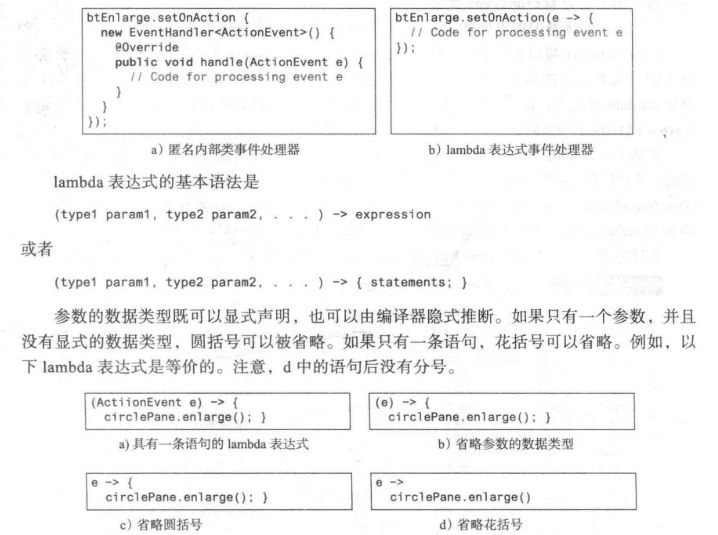 btEnlarge.setOnAction {
new EventHandler<ActionEvent>() {
@Override
public void handle(ActionEvent e) {
// Code for processing event e
}
}
});
a）匿名内部类事件处理器
btEnlarge.setOnAction(e -> {
// Code for processing event e
});
b）lambda 表达式事件处理器
lambda 表达式的基本语法是
(type1 param1, type2 param2, . . . ) -> expression
或者
(type1 param1, type2 param2, . . . ) -> { statements; }
参数的数据类型既可以显式声明，也可以由编译器隐式推断。如果只有一个参数，并且
没有显式的数据类型，圆括号可以被省略。如果只有一条语句，花括号可以省略。例如，以
下 lambda 表达式是等价的。注意，d 中的语句后没有分号。
(ActiionEvent e) -> {
circlePane.enlarge(); }
a) 具有一条语句的 lambda 表达式
(e) -> {
circlePane.enlarge(); }
b）省略参数的数据类型
e -> {
circlePane.enlarge(); }
c）省略圆括号
e ->
circlePane.enlarge()
d）省略花括号